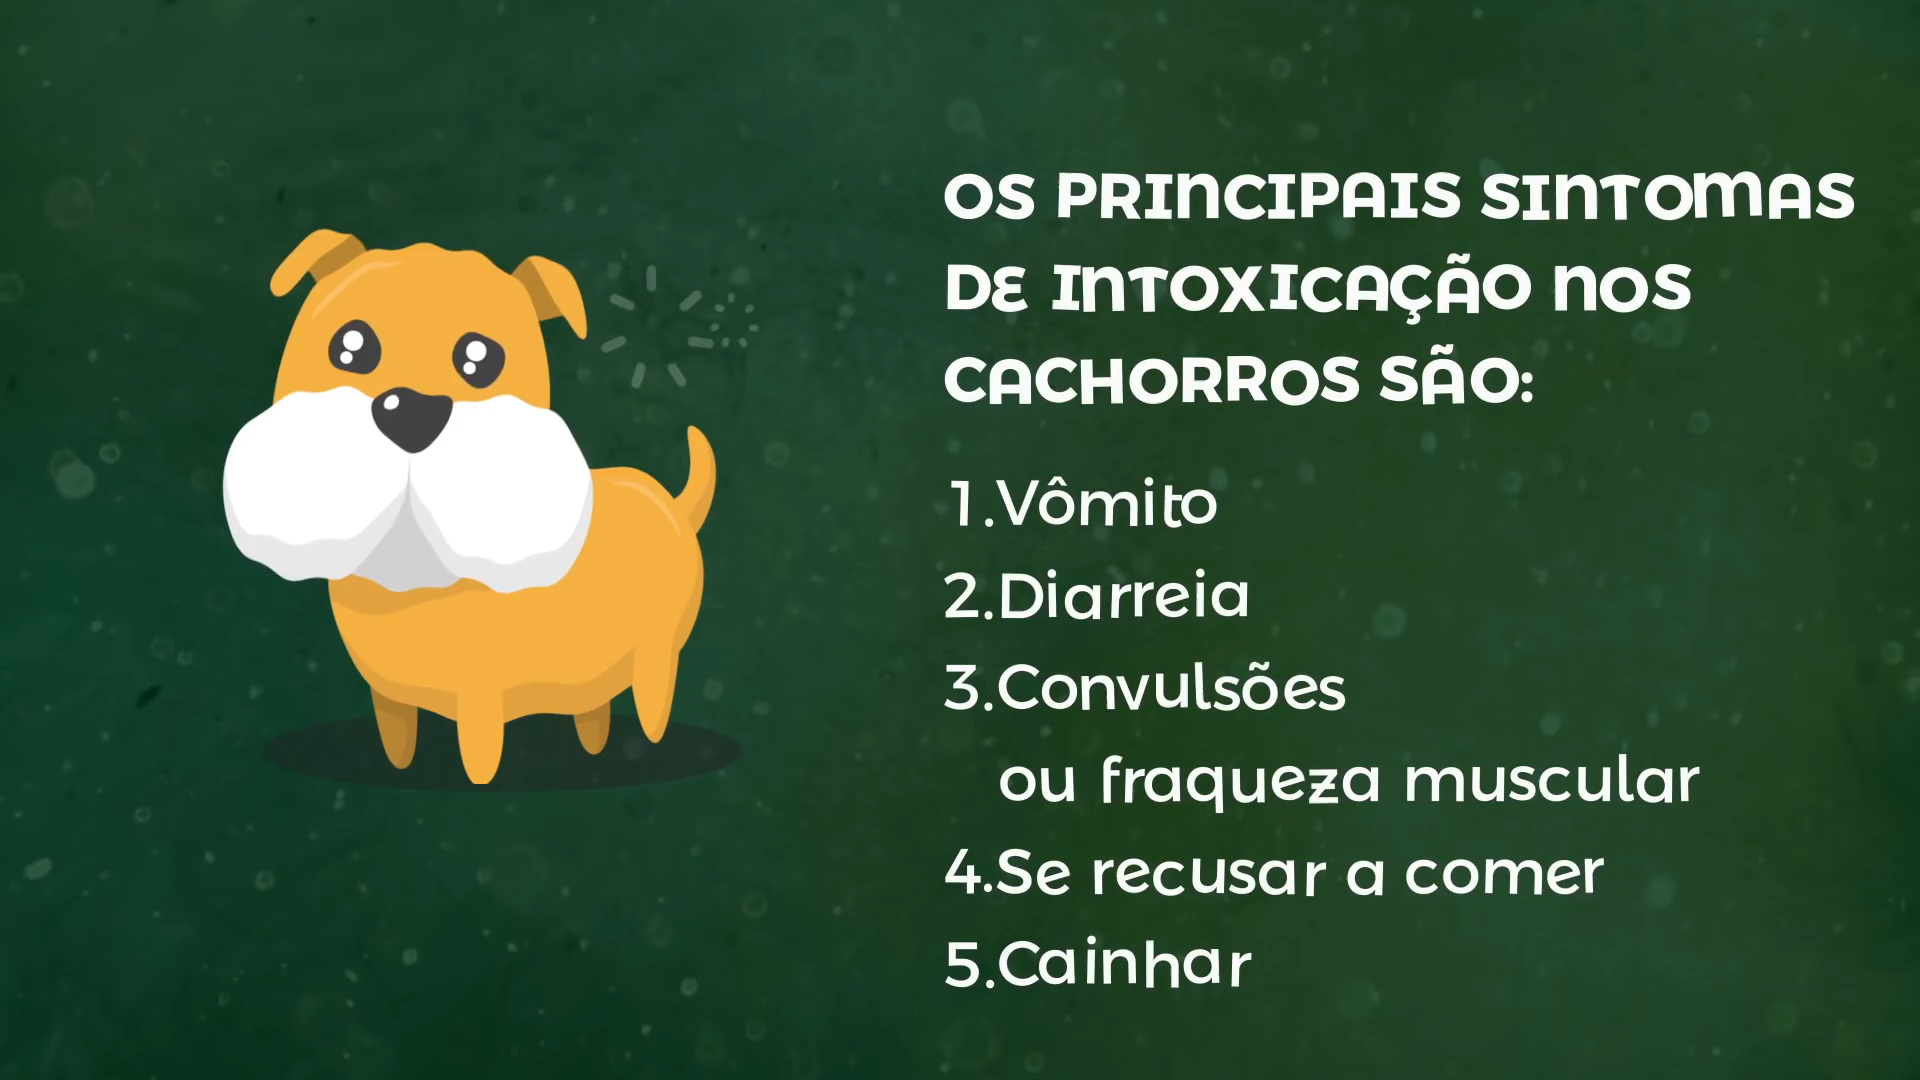 OS PRINCIPAIS SINTOMAS
DE INTOXICAÇÃO NOS
CACHORROS SÃO:
1.Vômito
2.Diarreia
3.Convulsões
ou fraqueza muscular
4.Se recusar a comer
5.Cainhar